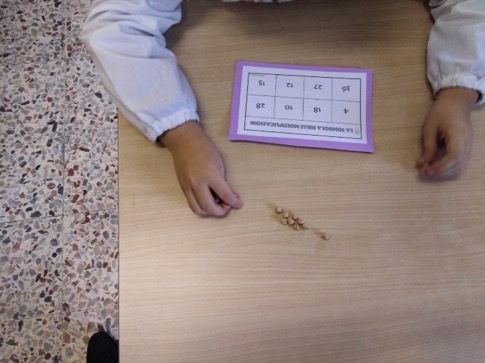 LA TOMBOLA DELLE MOLTIPLICAZIONI
4 18 10 28
36 27 12 15